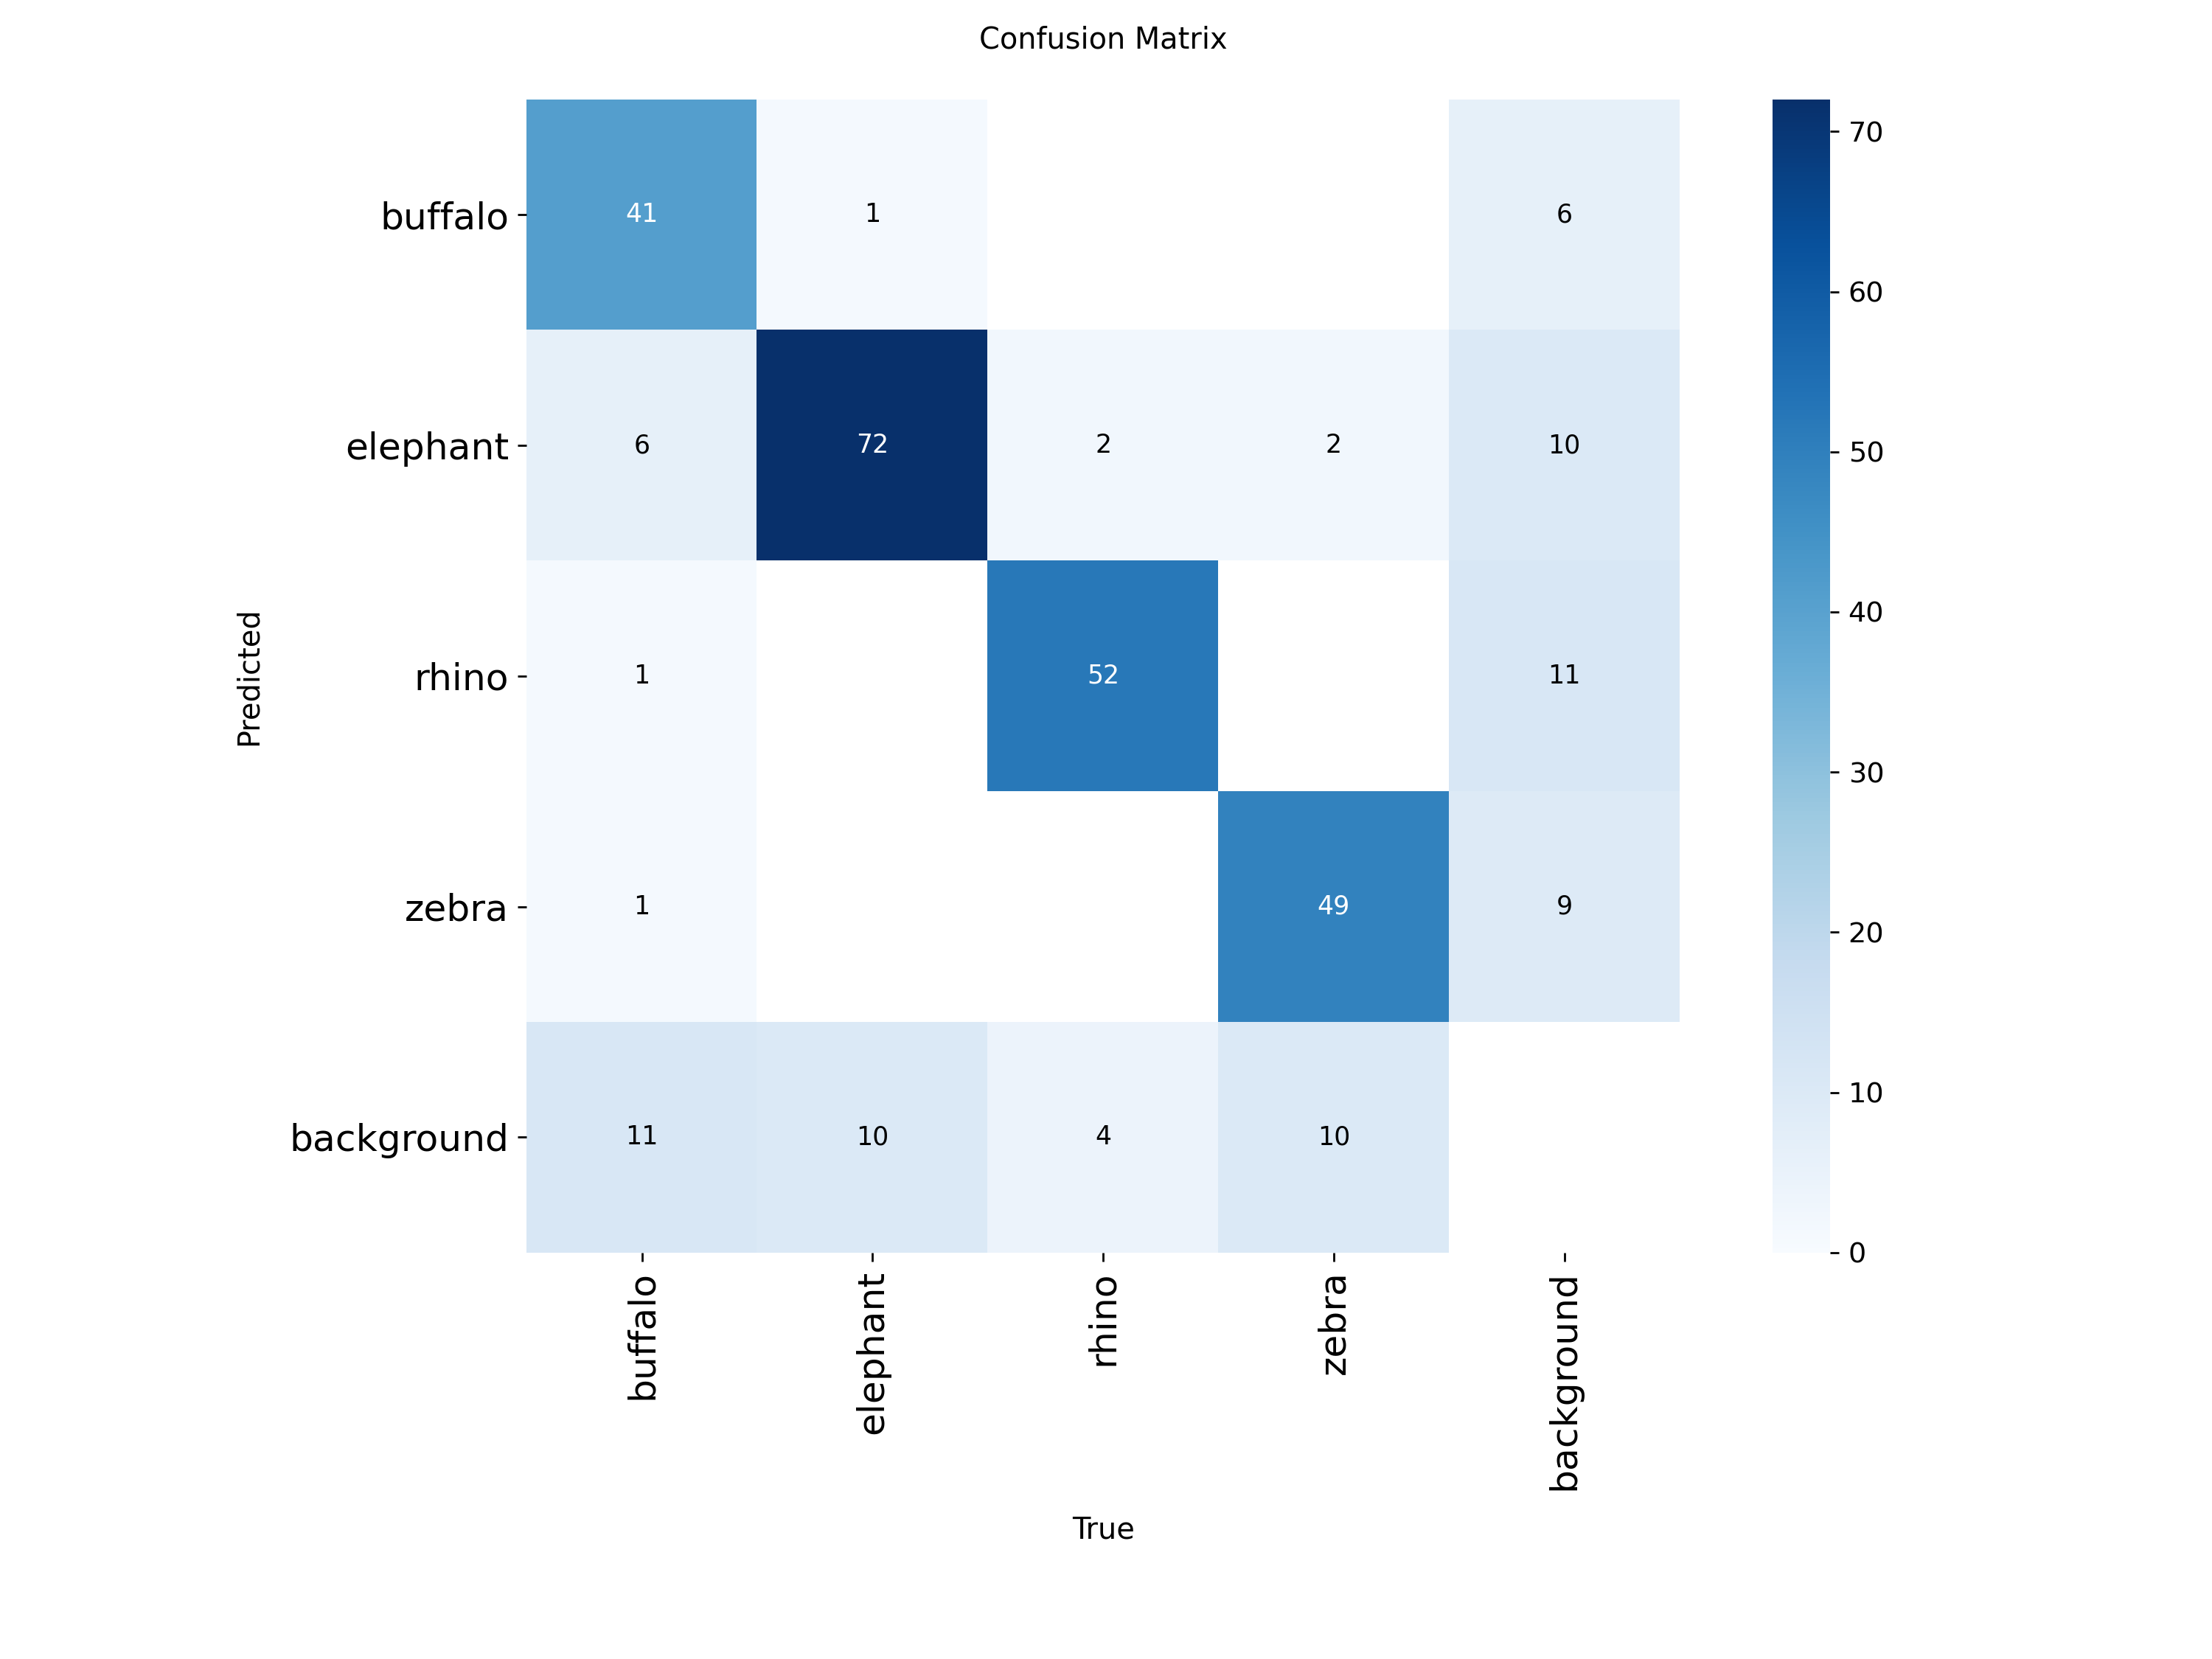 Confusion Matrix
buffalo 41 1 6
elephant 6 72 2 2 10
rhino 1 52 11
zebra 1 49 9
background 11 10 4 10
Predicted
buffalo elephant rhino zebra background
True
70
60
50
40
30
20
10
0